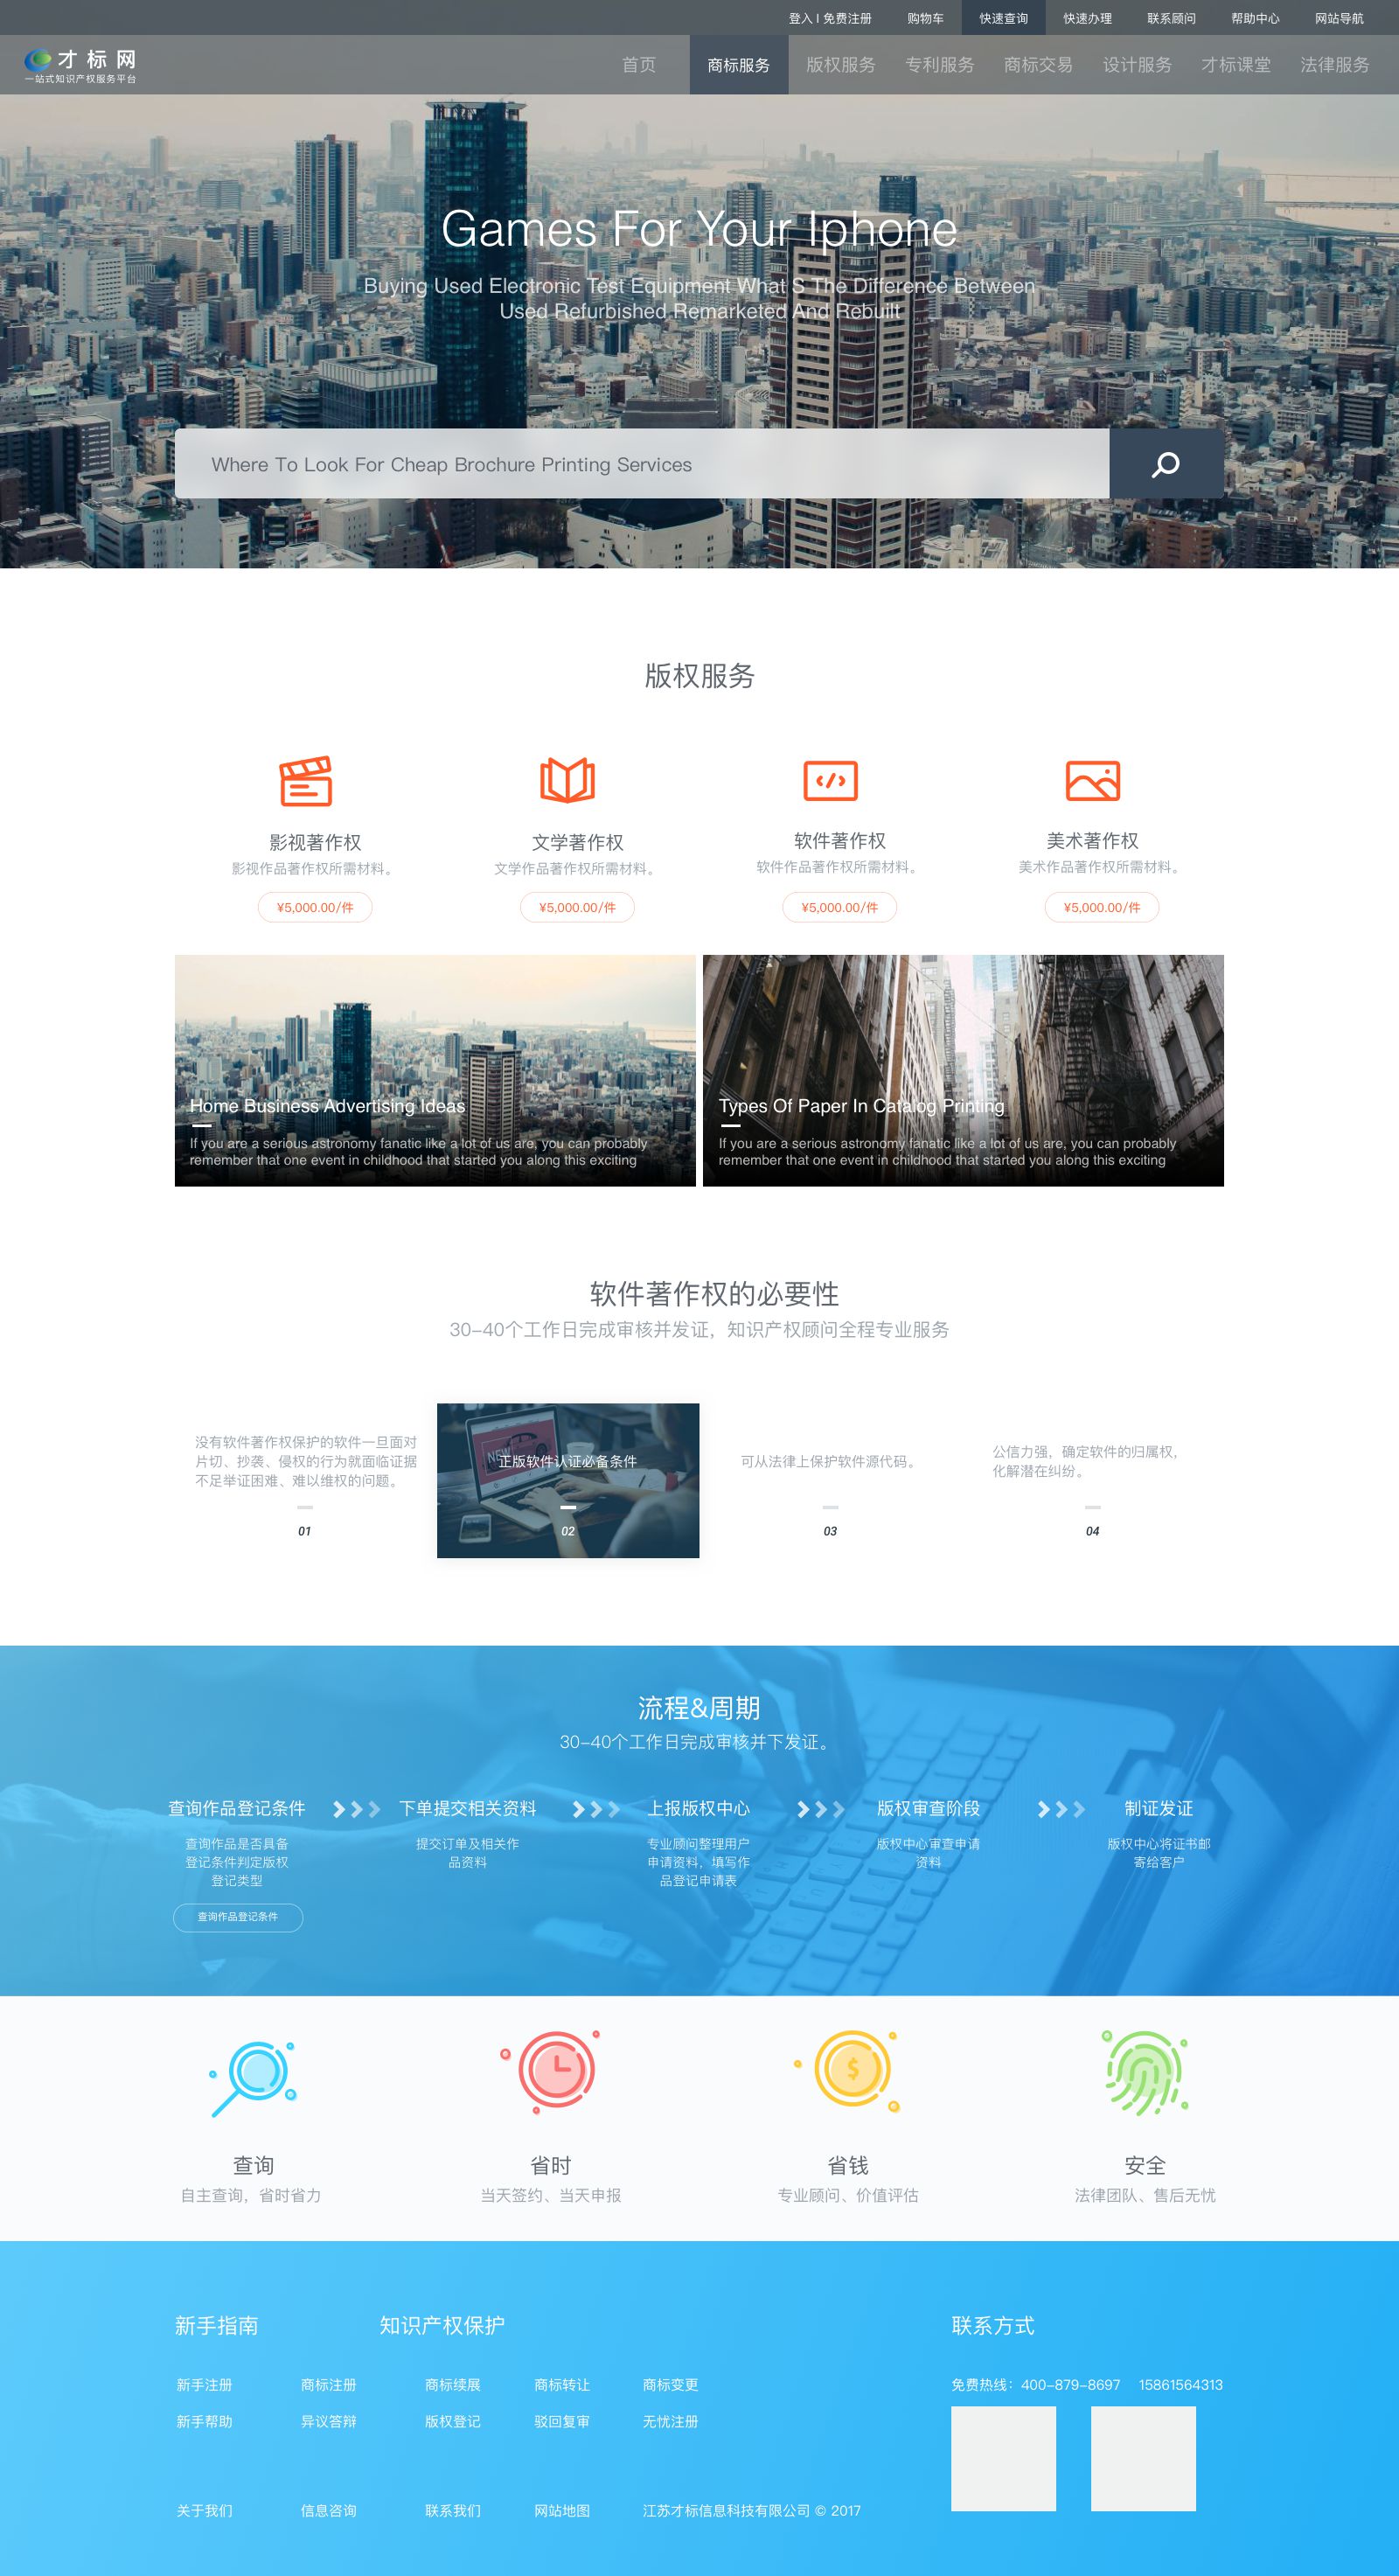 登入 | 免费注册 购物车 快速查询 快速办理 联系顾问 帮助中心 网站导航
才标网
一站式知识产权服务平台
首页 商标服务 版权服务 专利服务 商标交易 设计服务 才标课堂 法律服务
Games For Your Iphone
Buying Used Electronic Test Equipment What S The Difference Between
Used Refurbished Remarketed And Rebuilt
Where To Look For Cheap Brochure Printing Services
版权服务
影视著作权
影视作品著作权所需材料。
¥5,000.00/件
文学著作权
文学作品著作权所需材料。
¥5,000.00/件
软件著作权
软件作品著作权所需材料。
¥5,000.00/件
美术著作权
美术作品著作权所需材料。
¥5,000.00/件
Home Business Advertising Ideas
If you are a serious astronomy fanatic like a lot of us are, you can probably
remember that one event in childhood that started you along this exciting
Types Of Paper In Catalog Printing
If you are a serious astronomy fanatic like a lot of us are, you can probably
remember that one event in childhood that started you along this exciting
软件著作权的必要性
30-40个工作日完成审核并发证，知识产权顾问全程专业服务
没有软件著作权保护的软件一旦面对
片切、抄袭、侵权的行为就面临证据
不足举证困难、难以维权的问题。
01
NEW
正版软件认证必备条件
02
可从法律上保护软件源代码。
03
公信力强，确定软件的归属权，
化解潜在纠纷。
04
流程&周期
30-40个工作日完成审核并下发证。
查询作品登记条件
查询作品是否具备
登记条件判定版权
登记类型
查询作品登记条件
下单提交相关资料
提交订单及相关作
品资料
上报版权中心
专业顾问整理用户
申请资料，填写作
品登记申请表
版权审查阶段
版权中心审查申请
资料
制证发证
版权中心将证书邮
寄给客户
查询
自主查询，省时省力
省时
当天签约、当天申报
$
省钱
专业顾问、价值评估
安全
法律团队、售后无忧
新手指南 知识产权保护 联系方式
新手注册 商标注册 商标续展 商标转让 商标变更 免费热线：400-879-8697 15861564313
新手帮助 异议答辩 版权登记 驳回复审 无忧注册
关于我们 信息咨询 联系我们 网站地图 江苏才标信息科技有限公司 © 2017